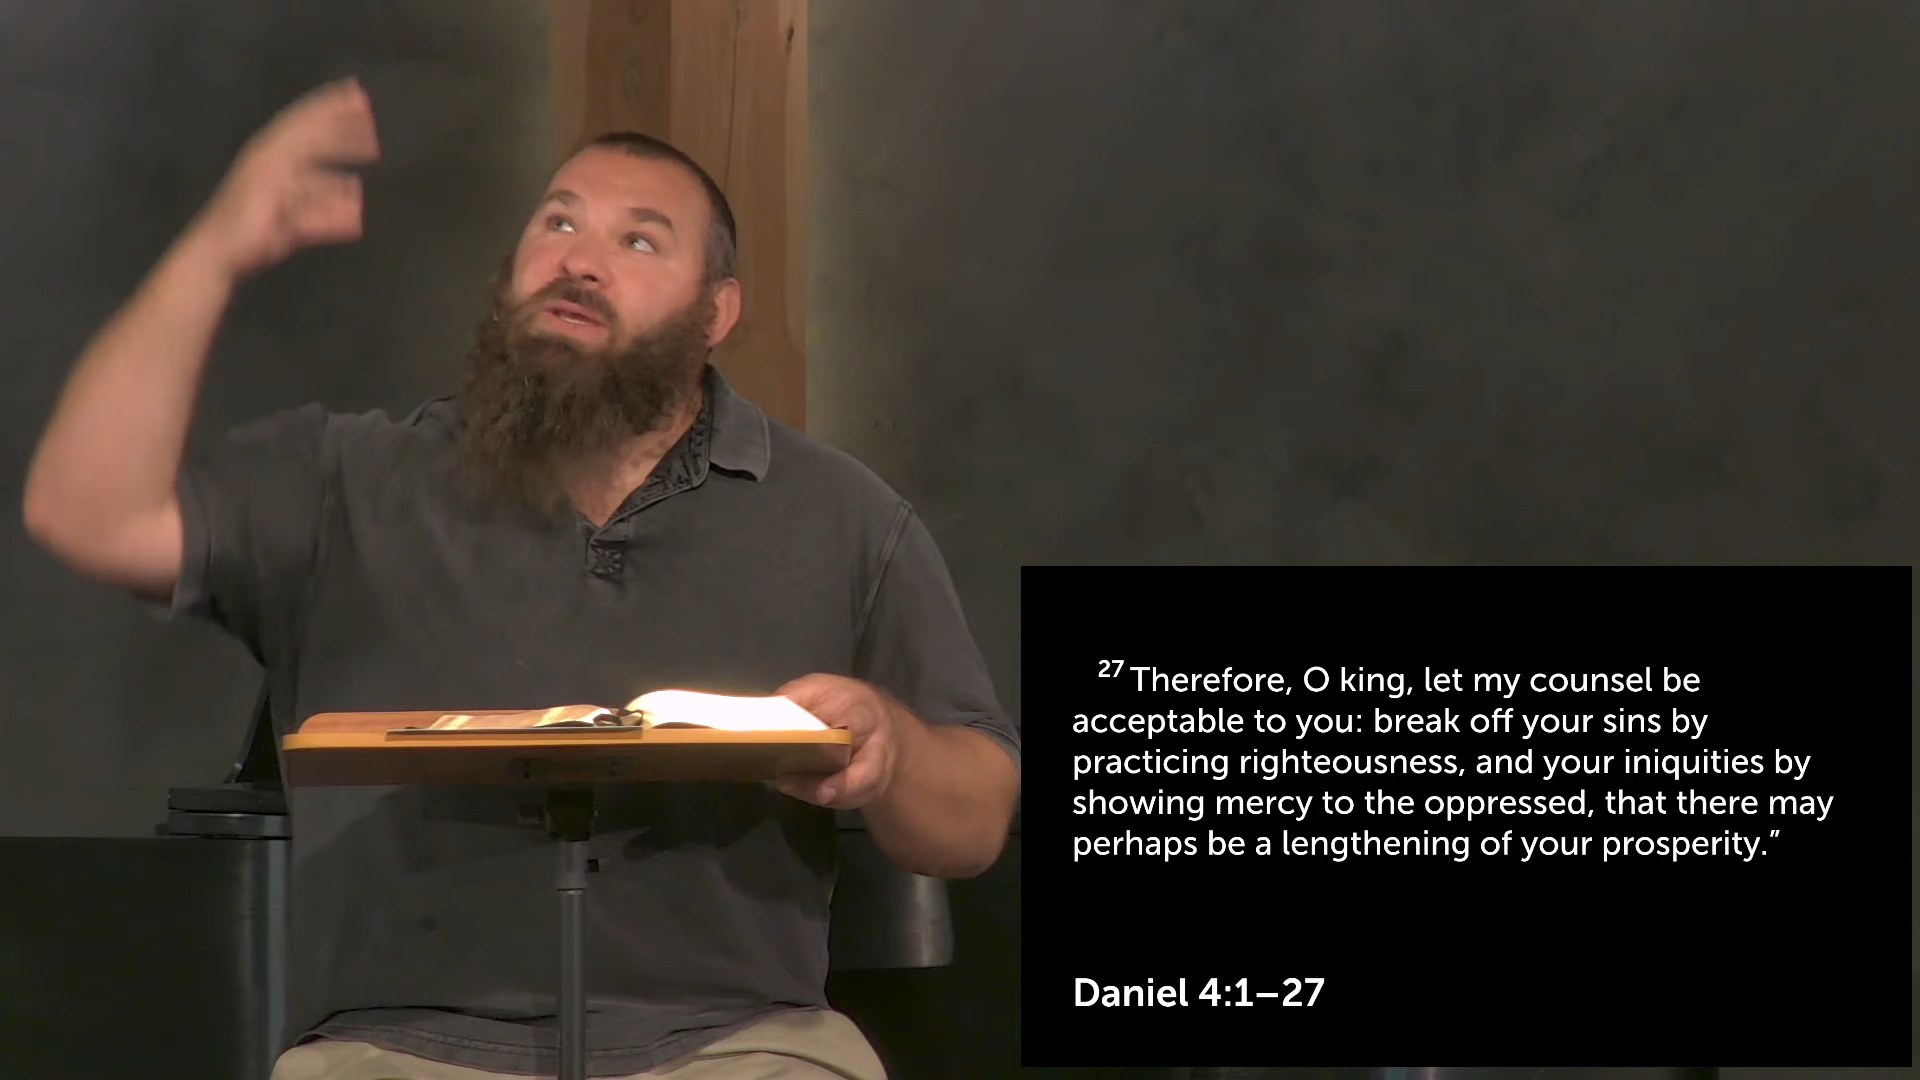 27 Therefore, O king, let my counsel be
acceptable to you: break off your sins by
practicing righteousness, and your iniquities by
showing mercy to the oppressed, that there may
perhaps be a lengthening of your prosperity.”
Daniel 4:1–27